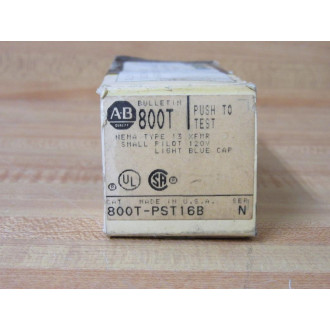 A-B
QUALITY
BULLETIN
800T
PUSH TO
TEST
NEMA TYPE 13 XFMR
SMALL PILOT 120V
LIGHT BLUE CAP
UL
SA
CAT
MADE IN U.S.A.
SER
800T-PST16B
N